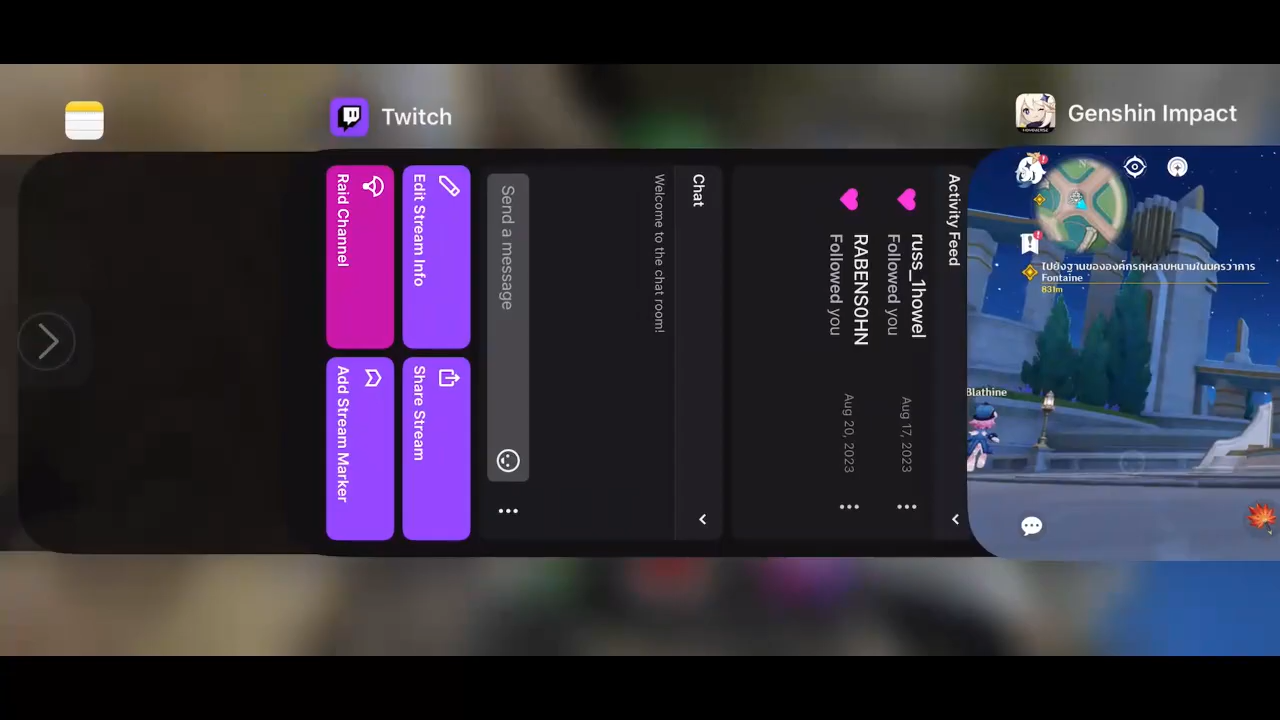 Twitch
Genshin Impact
Raid Channel
Edit Stream Info
Add Stream Marker
Share Stream
Send a message
Chat
Welcome to the chat room!
Activity Feed
russ_1howel
Followed you
Aug 17, 2023
RABENS0HN
Followed you
Aug 20, 2023
N
ไปยังฐานขององค์กรกุหลาบหนามในนครว่าการ
Fontaine
831m
Blathine